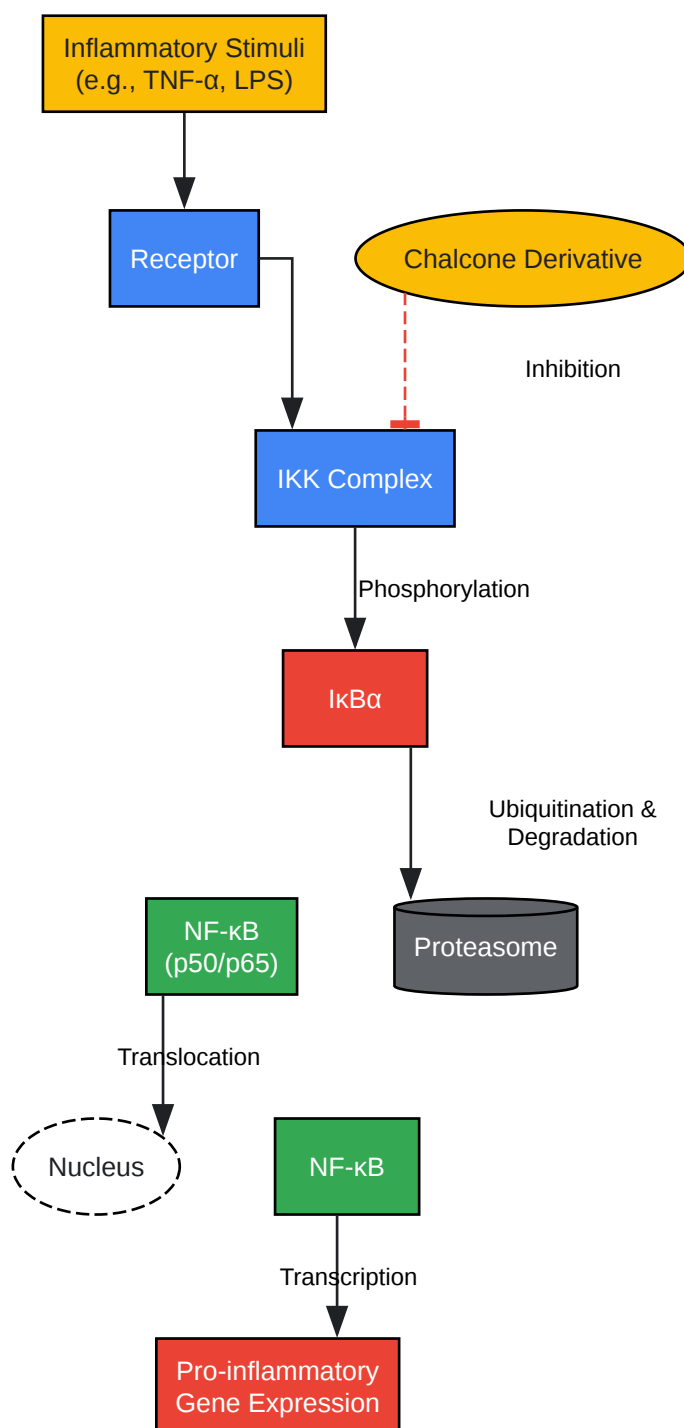 Inflammatory Stimuli
(e.g., TNF-α, LPS)
Receptor
Chalcone Derivative
Inhibition
IKK Complex
Phosphorylation
IκBα
Ubiquitination &
Degradation
NF-κB
(p50/p65)
Proteasome
Translocation
Nucleus
NF-κB
Transcription
Pro-inflammatory
Gene Expression